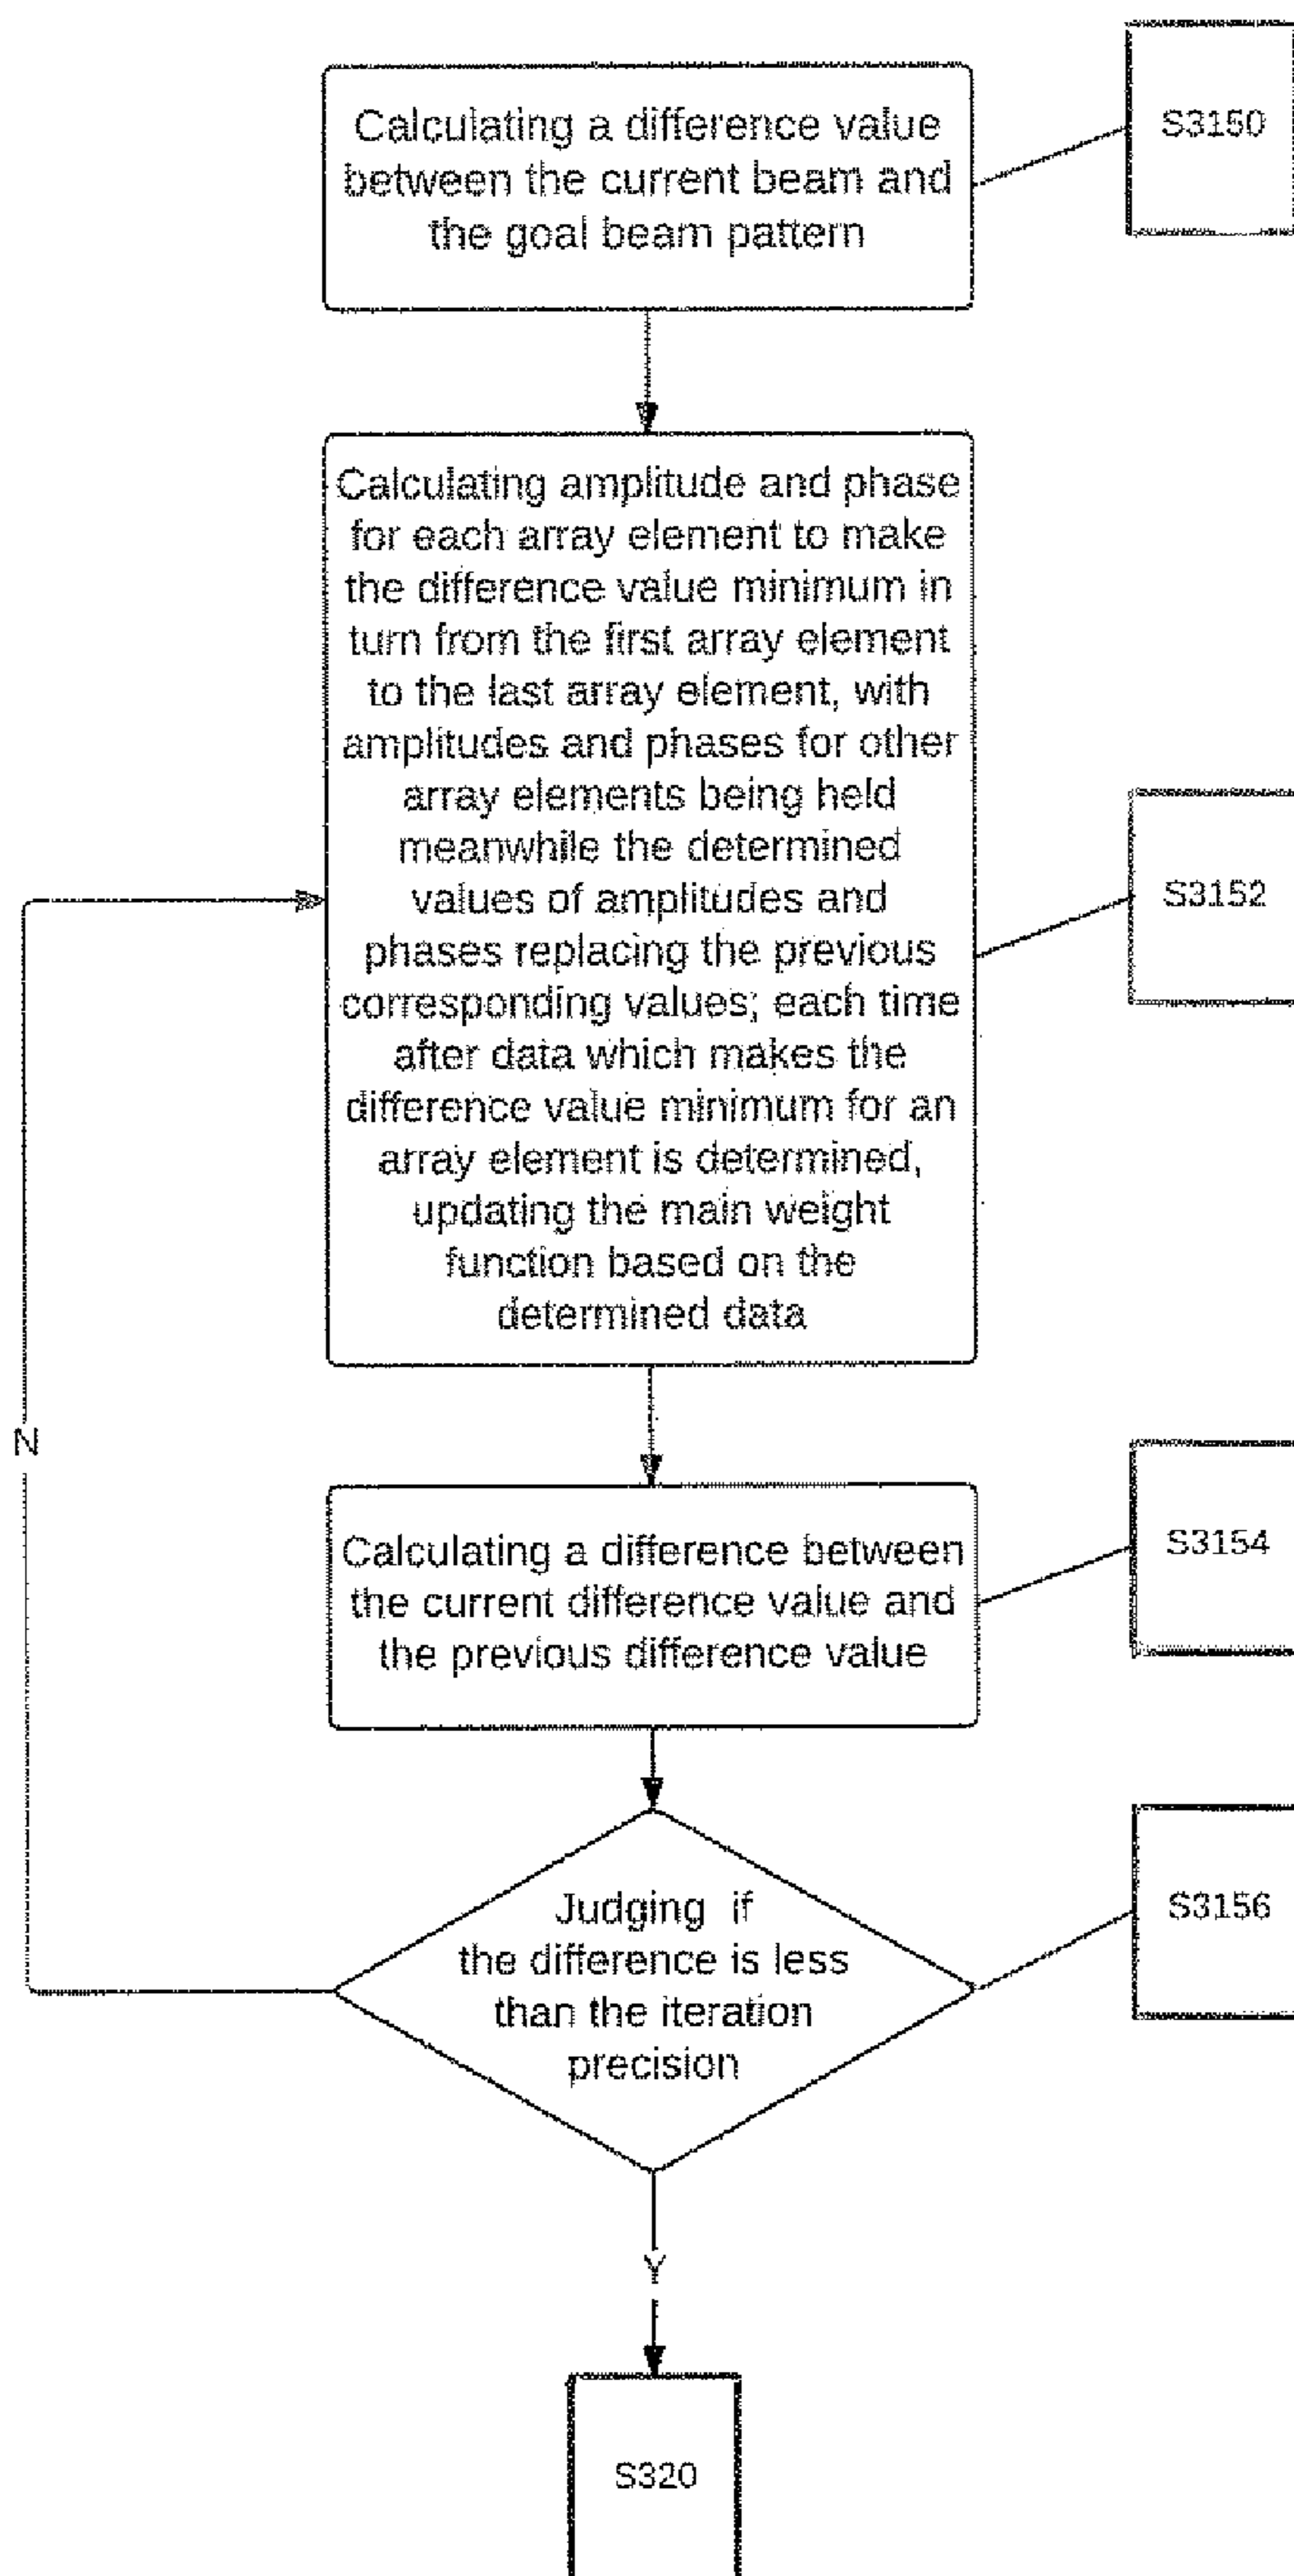 Calculating a difference value
between the current beam and
the goal beam pattern
S3150
Calculating amplitude and phase
for each array element to make
the difference value minimum in
turn from the first array element
to the last array element, with
amplitudes and phases for other
array elements being held
meanwhile the determined
values of amplitudes and
phases replacing the previous
corresponding values; each time
after data which makes the
difference value minimum for an
array element is determined,
updating the main weight
function based on the
determined data
S3152
N
Calculating a difference between
the current difference value and
the previous difference value
S3154
Judging if
the difference is less
than the iteration
precision
S3156
Y
S320